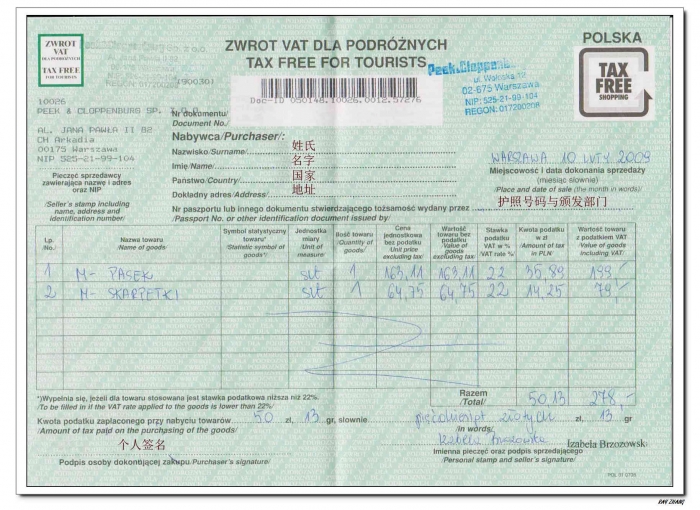 ZWROT VAT
DLA PODRÓŻNYCH
TAX FREE
FOR TOURISTS
ZWROT VAT DLA PODRÓŻNYCH
TAX FREE FOR TOURISTS
POLSKA
TAX
FREE
SHOPPING
Peek&Cloppenburg
ul. Wołoska 12
02-675 Warszawa
NIP: 525-21-99-104
REGON: 017200208
Doc-ID 050148.10026.0012.57276
10026
PEEK & CLOPPENBURG SP. Z O.O.
AL. JANA PAWŁA II 82
CH Arkadia
00175 Warszawa
NIP 525-21-99-104
Pieczęć sprzedawcy
zawierająca nazwę i adres
oraz NIP
/Seller's stamp including
name, address and
identification number/
Nr dokumentu/
Document No./
Nabywca/Purchaser/:
Nazwisko/Surname/ 姓氏
Imię/Name/ 名字
Państwo/Country/ 国家
Dokładny adres/Address/ 地址
WARSZAWA 10 LUTY 2009
Miejscowość i data dokonania sprzedaży
(miesiąc słownie)
/Place and date of sale (the month in words)/
Nr paszportu lub innego dokumentu stwierdzającego tożsamość wydany przez 护照号码与颁发部门
/Passport No. or other identification document issued by/
Lp. /No./ Nazwa towaru /Name of goods/ Symbol statystyczny towaru* /Statistic symbol of goods*/ Jednostka miary /Unit of measure/ Ilość towaru /Quantity of goods/ Cena jednostkowa bez podatku /Unit price excluding tax/ Wartość towaru bez podatku /Value of goods excluding tax/ Stawka podatku VAT w % /VAT rate %/ Kwota podatku w zł /Amount of tax in PLN/ Wartość towaru z podatkiem VAT /Value of goods including VAT/
1 M- PASEK szt 1 163,11 163,11 22 35,89 199,-
2 M- SKARPETKI szt 1 64,75 64,75 22 14,25 79,-
Razem /Total/ 50,13 278,-
*)Wypełnia się, jeżeli dla towaru stosowana jest stawka podatkowa niższa niż 22%.
/To be filled in if the VAT rate applied to the goods is lower than 22%/
Kwota podatku zapłaconego przy nabyciu towarów 50 zł, 13 gr, słownie pięćdziesiąt złotych zł, 13 gr
/Amount of tax paid on the purchasing of the goods/ /in words/
个人签名
Izabela Brzozowska
Izabela Brzozowsk
Podpis osoby dokonującej zakupu/Purchaser's signature/
Imienna pieczęć oraz podpis sprzedającego
/Personal stamp and seller's signature/